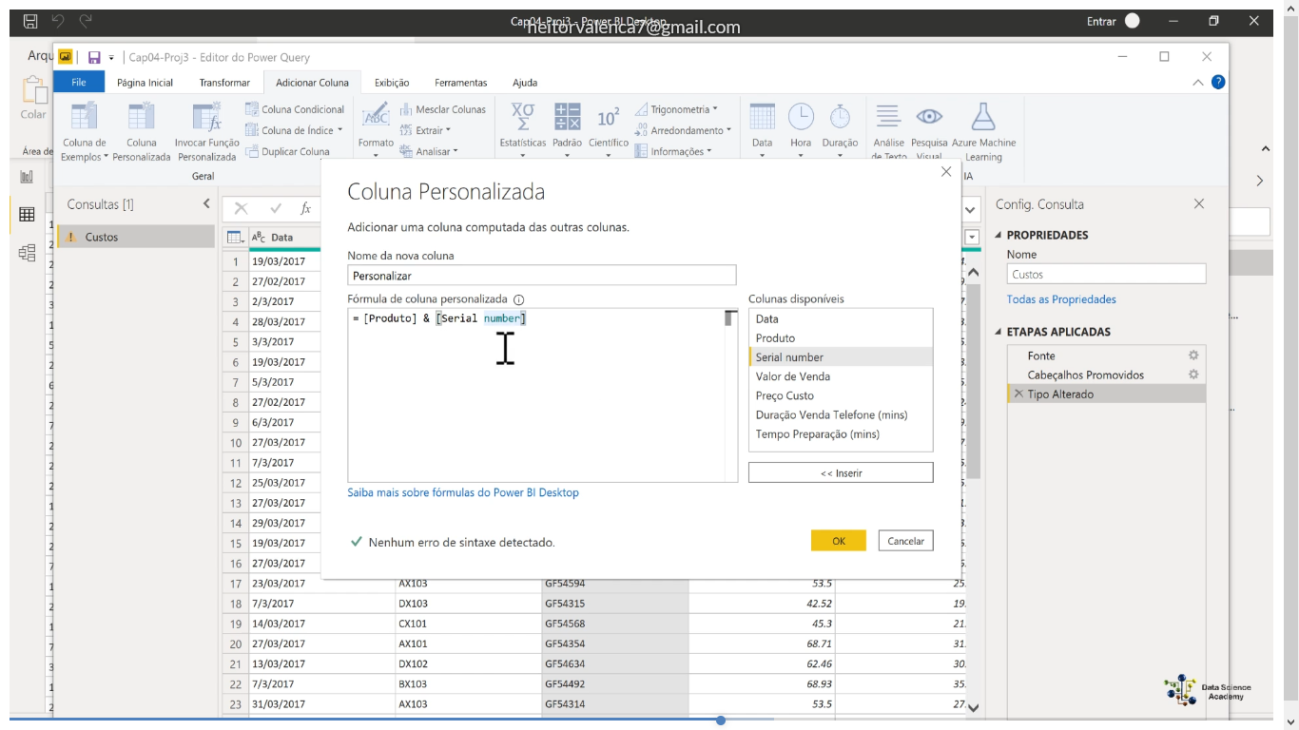 Cap04-Proj3 - Power BI Desktop
heitorvalenca7@gmail.com
Entrar
Arqu
Cap04-Proj3 - Editor do Power Query
File
Página Inicial
Transformar
Adicionar Coluna
Exibição
Ferramentas
Ajuda
Colar
Área de
Coluna de
Exemplos
Coluna
Personalizada
Invocar Função
Personalizada
Coluna Condicional
Coluna de Índice
Duplicar Coluna
Geral
Formato
Mesclar Colunas
Extrair
Analisar
Estatísticas
Padrão
Científico
10²
Trigonometria
Arredondamento
Informações
Data
Hora
Duração
Análise
de Texto
Pesquisa
Visual
Azure Machine
Learning
IA
Consultas [1]
Custos
fx
Data
1 19/03/2017
2 27/02/2017
3 2/3/2017
4 28/03/2017
5 3/3/2017
6 19/03/2017
7 5/3/2017
8 27/02/2017
9 6/3/2017
10 27/03/2017
11 7/3/2017
12 25/03/2017
13 27/03/2017
14 29/03/2017
15 19/03/2017
16 27/03/2017
17 23/03/2017 AX103 GF54594 53.5 25.
18 7/3/2017 DX103 GF54315 42.52 19.
19 14/03/2017 CX101 GF54568 45.3 21.
20 27/03/2017 AX101 GF54354 68.71 31.
21 13/03/2017 DX102 GF54634 62.46 30.
22 7/3/2017 BX103 GF54492 68.93 35.
23 31/03/2017 AX103 GF54314 53.5 27.
Coluna Personalizada
Adicionar uma coluna computada das outras colunas.
Nome da nova coluna
Personalizar
Fórmula de coluna personalizada
= [Produto] & [Serial number]
Colunas disponíveis
Data
Produto
Serial number
Valor de Venda
Preço Custo
Duração Venda Telefone (mins)
Tempo Preparação (mins)
<< Inserir
Saiba mais sobre fórmulas do Power BI Desktop
Nenhum erro de sintaxe detectado.
OK
Cancelar
Config. Consulta
PROPRIEDADES
Nome
Custos
Todas as Propriedades
ETAPAS APLICADAS
Fonte
Cabeçalhos Promovidos
Tipo Alterado
Data Science
Academy